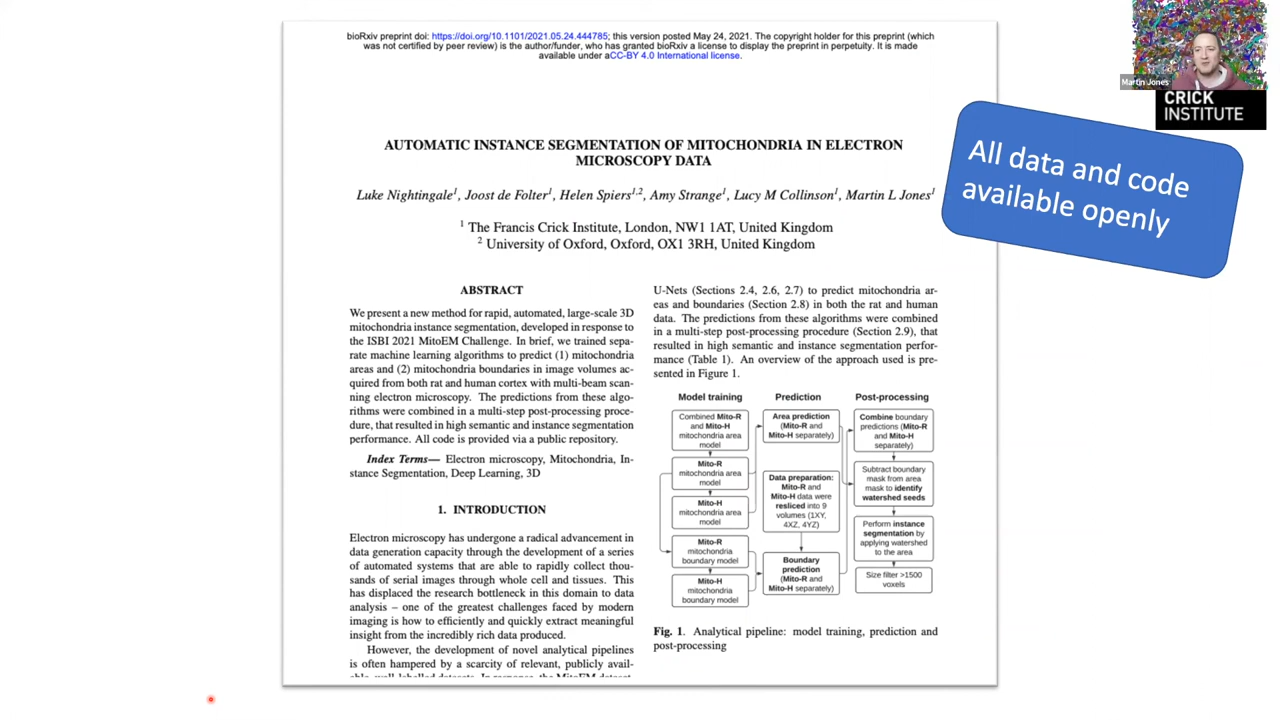 bioRxiv preprint doi: https://doi.org/10.1101/2021.05.24.444785; this version posted May 24, 2021. The copyright holder for this preprint (which
was not certified by peer review) is the author/funder, who has granted bioRxiv a license to display the preprint in perpetuity. It is made
available under aCC-BY 4.0 International license.
Martin Jones
CRICK
INSTITUTE
All data and code
available openly
AUTOMATIC INSTANCE SEGMENTATION OF MITOCHONDRIA IN ELECTRON
MICROSCOPY DATA
Luke Nightingale1, Joost de Folter1, Helen Spiers1,2, Amy Strange1, Lucy M Collinson1, Martin L Jones1
1 The Francis Crick Institute, London, NW1 1AT, United Kingdom
2 University of Oxford, Oxford, OX1 3RH, United Kingdom
ABSTRACT
We present a new method for rapid, automated, large-scale 3D
mitochondria instance segmentation, developed in response to
the ISBI 2021 MitoEM Challenge. In brief, we trained sepa-
rate machine learning algorithms to predict (1) mitochondria
areas and (2) mitochondria boundaries in image volumes ac-
quired from both rat and human cortex with multi-beam scan-
ning electron microscopy. The predictions from these algo-
rithms were combined in a multi-step post-processing proce-
dure, that resulted in high semantic and instance segmentation
performance. All code is provided via a public repository.
Index Terms— Electron microscopy, Mitochondria, In-
stance Segmentation, Deep Learning, 3D
1. INTRODUCTION
Electron microscopy has undergone a radical advancement in
data generation capacity through the development of a series
of automated systems that are able to rapidly collect thou-
sands of serial images through whole cell and tissues. This
has displaced the research bottleneck in this domain to data
analysis – one of the greatest challenges faced by modern
imaging is how to efficiently and quickly extract meaningful
insight from the incredibly rich data produced.
However, the development of novel analytical pipelines
is often hampered by a scarcity of relevant, publicly avail-
able, well-labelled datasets. In response, the MitoEM dataset
U-Nets (Sections 2.4, 2.6, 2.7) to predict mitochondria ar-
eas and boundaries (Section 2.8) in both the rat and human
data. The predictions from these algorithms were combined
in a multi-step post-processing procedure (Section 2.9), that
resulted in high semantic and instance segmentation perfor-
mance (Table 1). An overview of the approach used is pre-
sented in Figure 1.
Model training
Combined Mito-R
and Mito-H
mitochondria area
model
Mito-R
mitochondria area
model
Mito-H
mitochondria area
model
Mito-R
mitochondria
boundary model
Mito-H
mitochondria
boundary model
Prediction
Area prediction
(Mito-R and
Mito-H separately)
Data preparation:
Mito-R and
Mito-H data were
resliced into 9
volumes (1XY,
4XZ, 4YZ)
Boundary
prediction
(Mito-R and
Mito-H separately)
Post-processing
Combine boundary
predictions (Mito-R
and Mito-H
separately)
Subtract boundary
mask from area
mask to identify
watershed seeds
Perform instance
segmentation by
applying watershed
to the area
Size filter >1500
voxels
Fig. 1. Analytical pipeline: model training, prediction and
post-processing